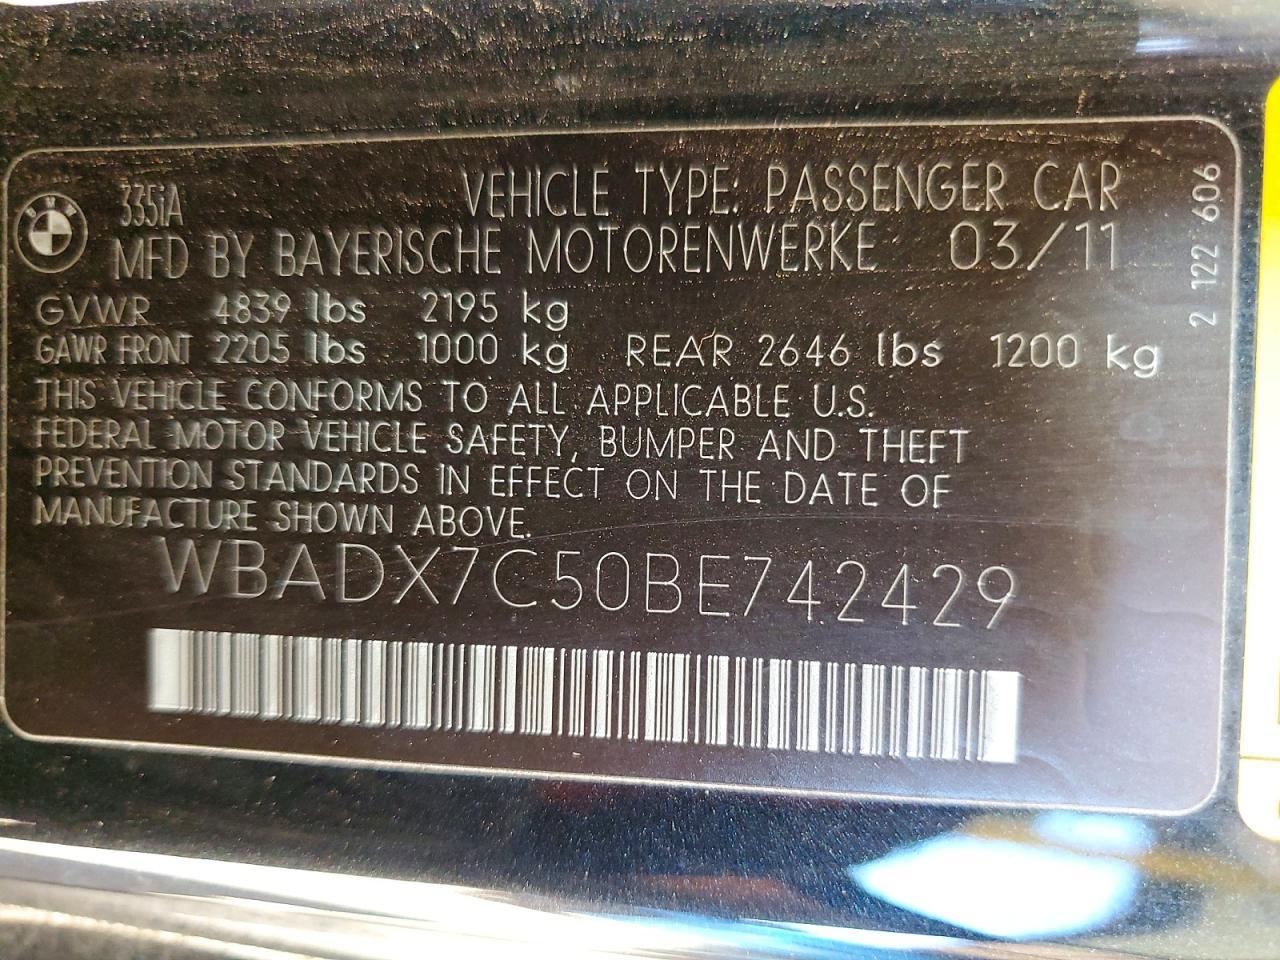 BMW
335iA
VEHICLE TYPE: PASSENGER CAR
MFD BY BAYERISCHE MOTORENWERKE 03/11
GVWR 4839 lbs 2195 kg
GAWR FRONT 2205 lbs 1000 kg REAR 2646 lbs 1200 kg
THIS VEHICLE CONFORMS TO ALL APPLICABLE U.S.
FEDERAL MOTOR VEHICLE SAFETY, BUMPER AND THEFT
PREVENTION STANDARDS IN EFFECT ON THE DATE OF
MANUFACTURE SHOWN ABOVE.
WBADX7C50BE742429
2 122 606